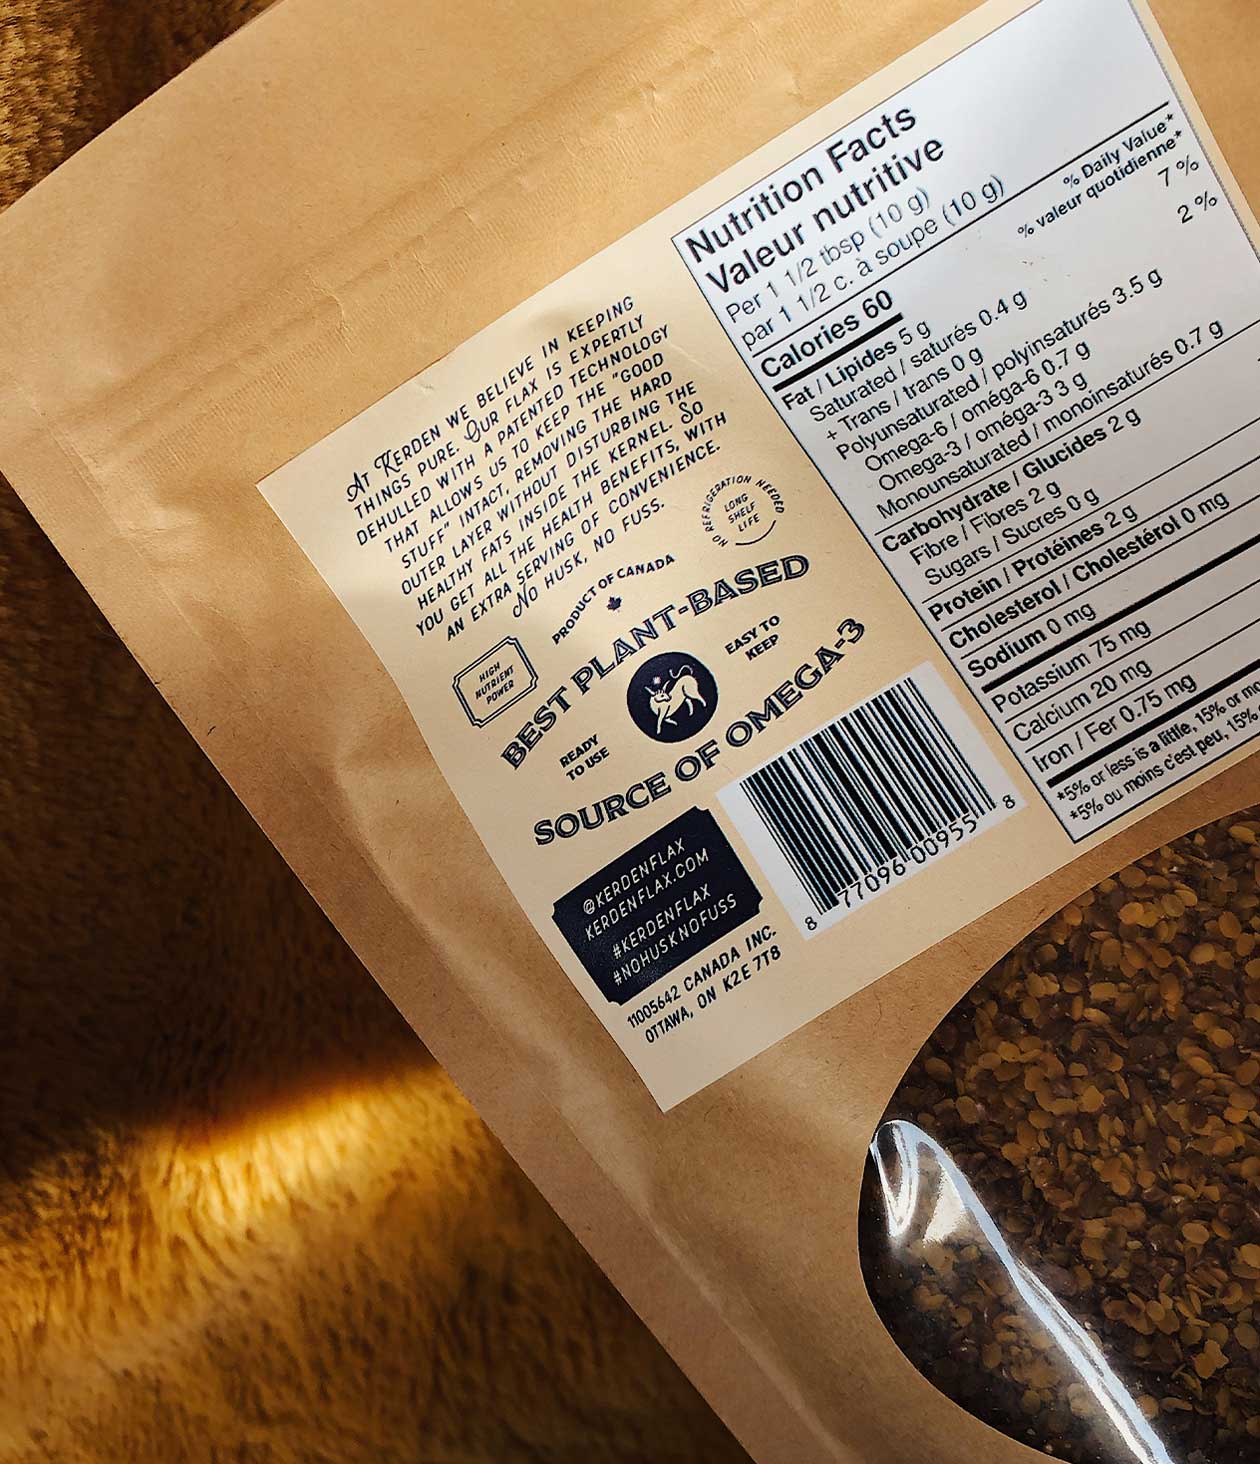 At Kerden we believe in keeping
things pure. Our flax is expertly
dehulled with a patented technology
that allows us to keep the "good
stuff" intact, removing the hard
outer layer without disturbing the
healthy fats inside the kernel. So
you get all the health benefits, with
an extra serving of convenience.
No husk, no fuss.
HIGH
NUTRIENT
POWER
PRODUCT OF CANADA
NO REFRIGERATION NEEDED
LONG
SHELF
LIFE
BEST PLANT-BASED
READY
TO USE
EASY TO
KEEP
SOURCE OF OMEGA-3
@KERDENFLAX
KERDENFLAX.COM
#KERDENFLAX
#NOHUSKNOFUSS
11005642 CANADA INC.
OTTAWA, ON K2E 7T8
8 77096 00955 8
Nutrition Facts
Valeur nutritive
Per 1 1/2 tbsp (10 g)
par 1 1/2 c. à soupe (10 g)
Calories 60
% Daily Value*
% valeur quotidienne*
Fat / Lipides 5 g 7 %
Saturated / saturés 0.4 g 2 %
+ Trans / trans 0 g
Polyunsaturated / polyinsaturés 3.5 g
Omega-6 / oméga-6 0.7 g
Omega-3 / oméga-3 3 g
Monounsaturated / monoinsaturés 0.7 g
Carbohydrate / Glucides 2 g
Fibre / Fibres 2 g
Sugars / Sucres 0 g
Protein / Protéines 2 g
Cholesterol / Cholestérol 0 mg
Sodium 0 mg
Potassium 75 mg
Calcium 20 mg
Iron / Fer 0.75 mg
*5% or less is a little, 15% or
*5% ou moins c'est peu, 15%